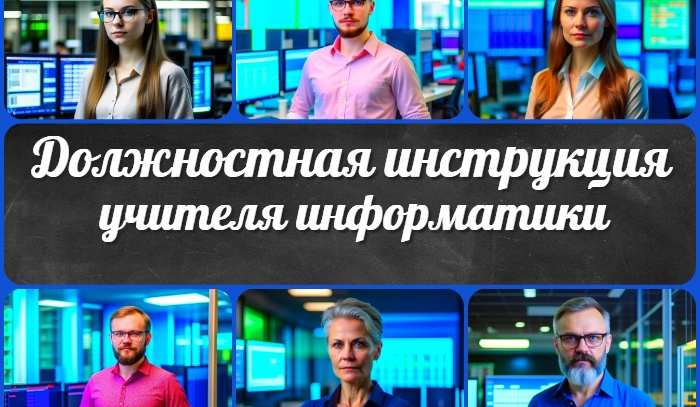 Должностная инструкция
учителя информатики